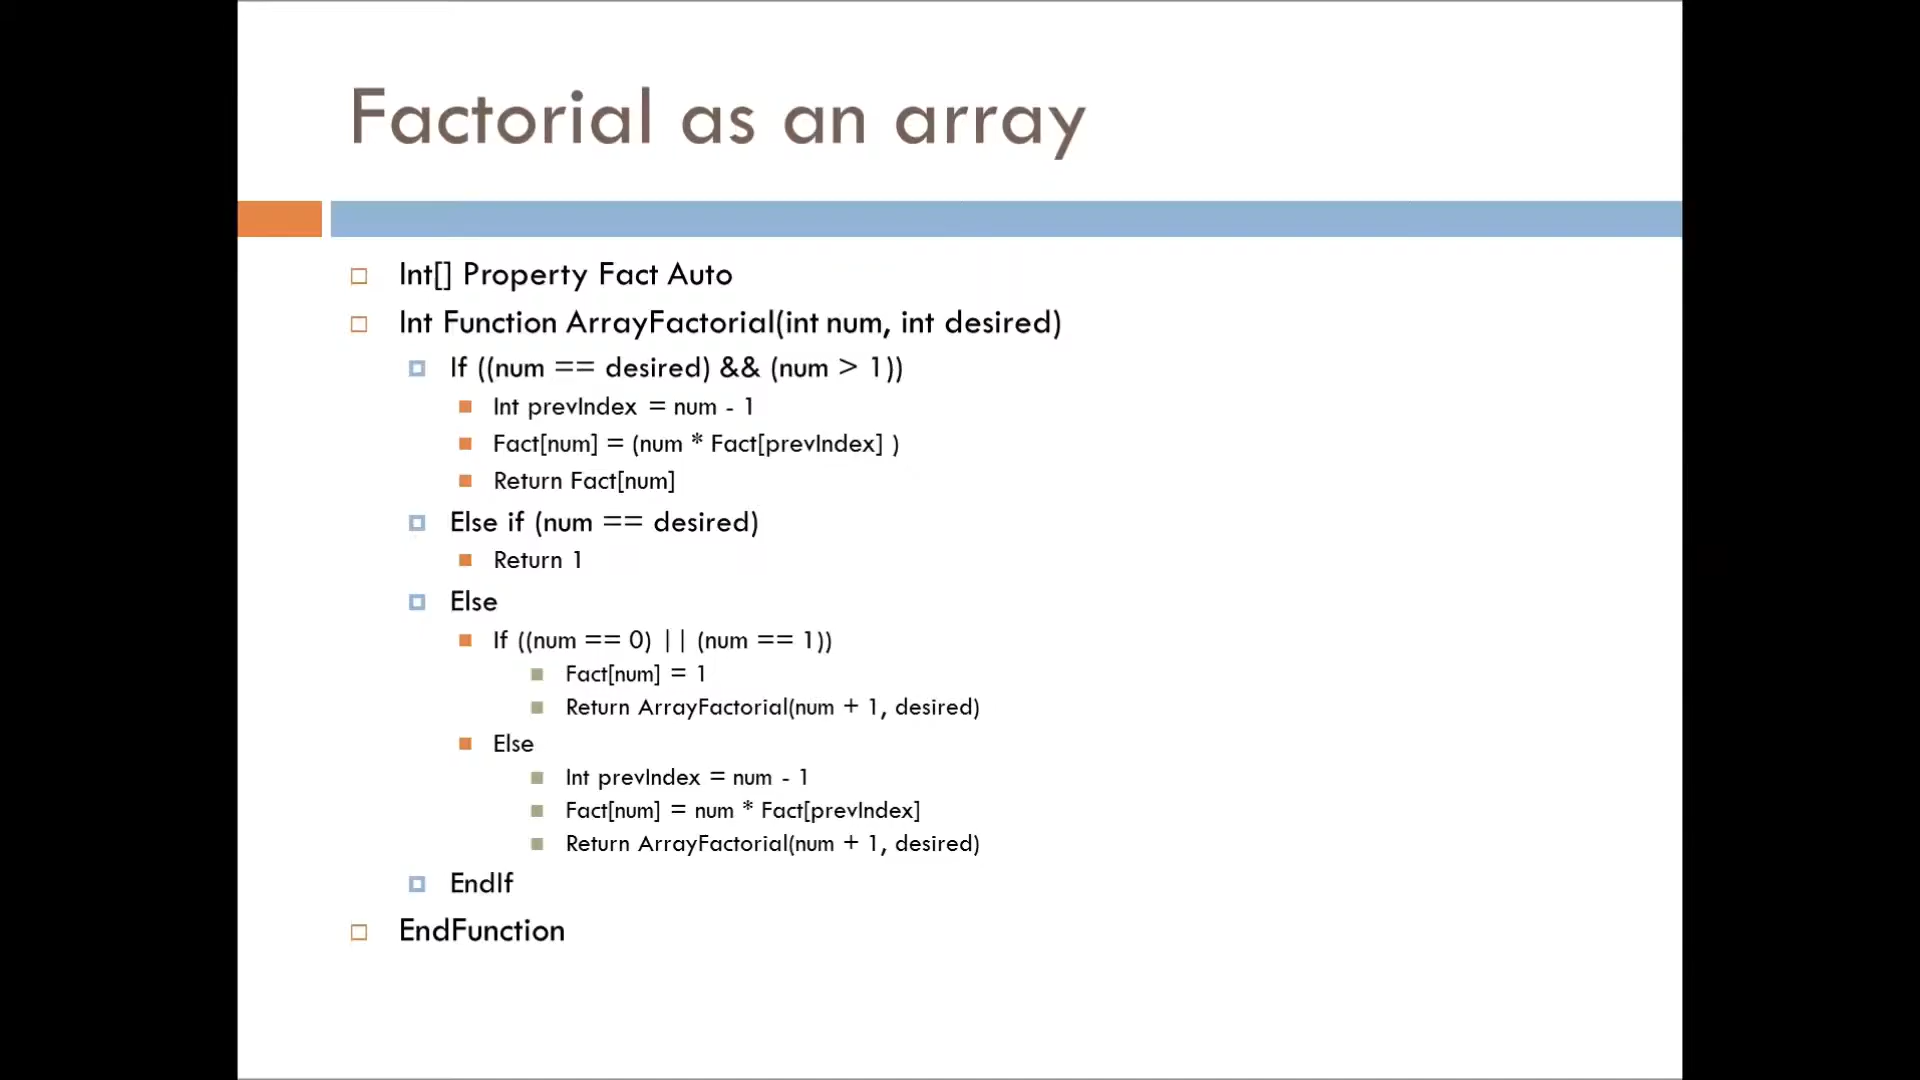 Factorial as an array
Int[] Property Fact Auto
Int Function ArrayFactorial(int num, int desired)
If ((num == desired) && (num > 1))
Int prevIndex = num - 1
Fact[num] = (num * Fact[prevIndex] )
Return Fact[num]
Else if (num == desired)
Return 1
Else
If ((num == 0) || (num == 1))
Fact[num] = 1
Return ArrayFactorial(num + 1, desired)
Else
Int prevIndex = num - 1
Fact[num] = num * Fact[prevIndex]
Return ArrayFactorial(num + 1, desired)
EndIf
EndFunction